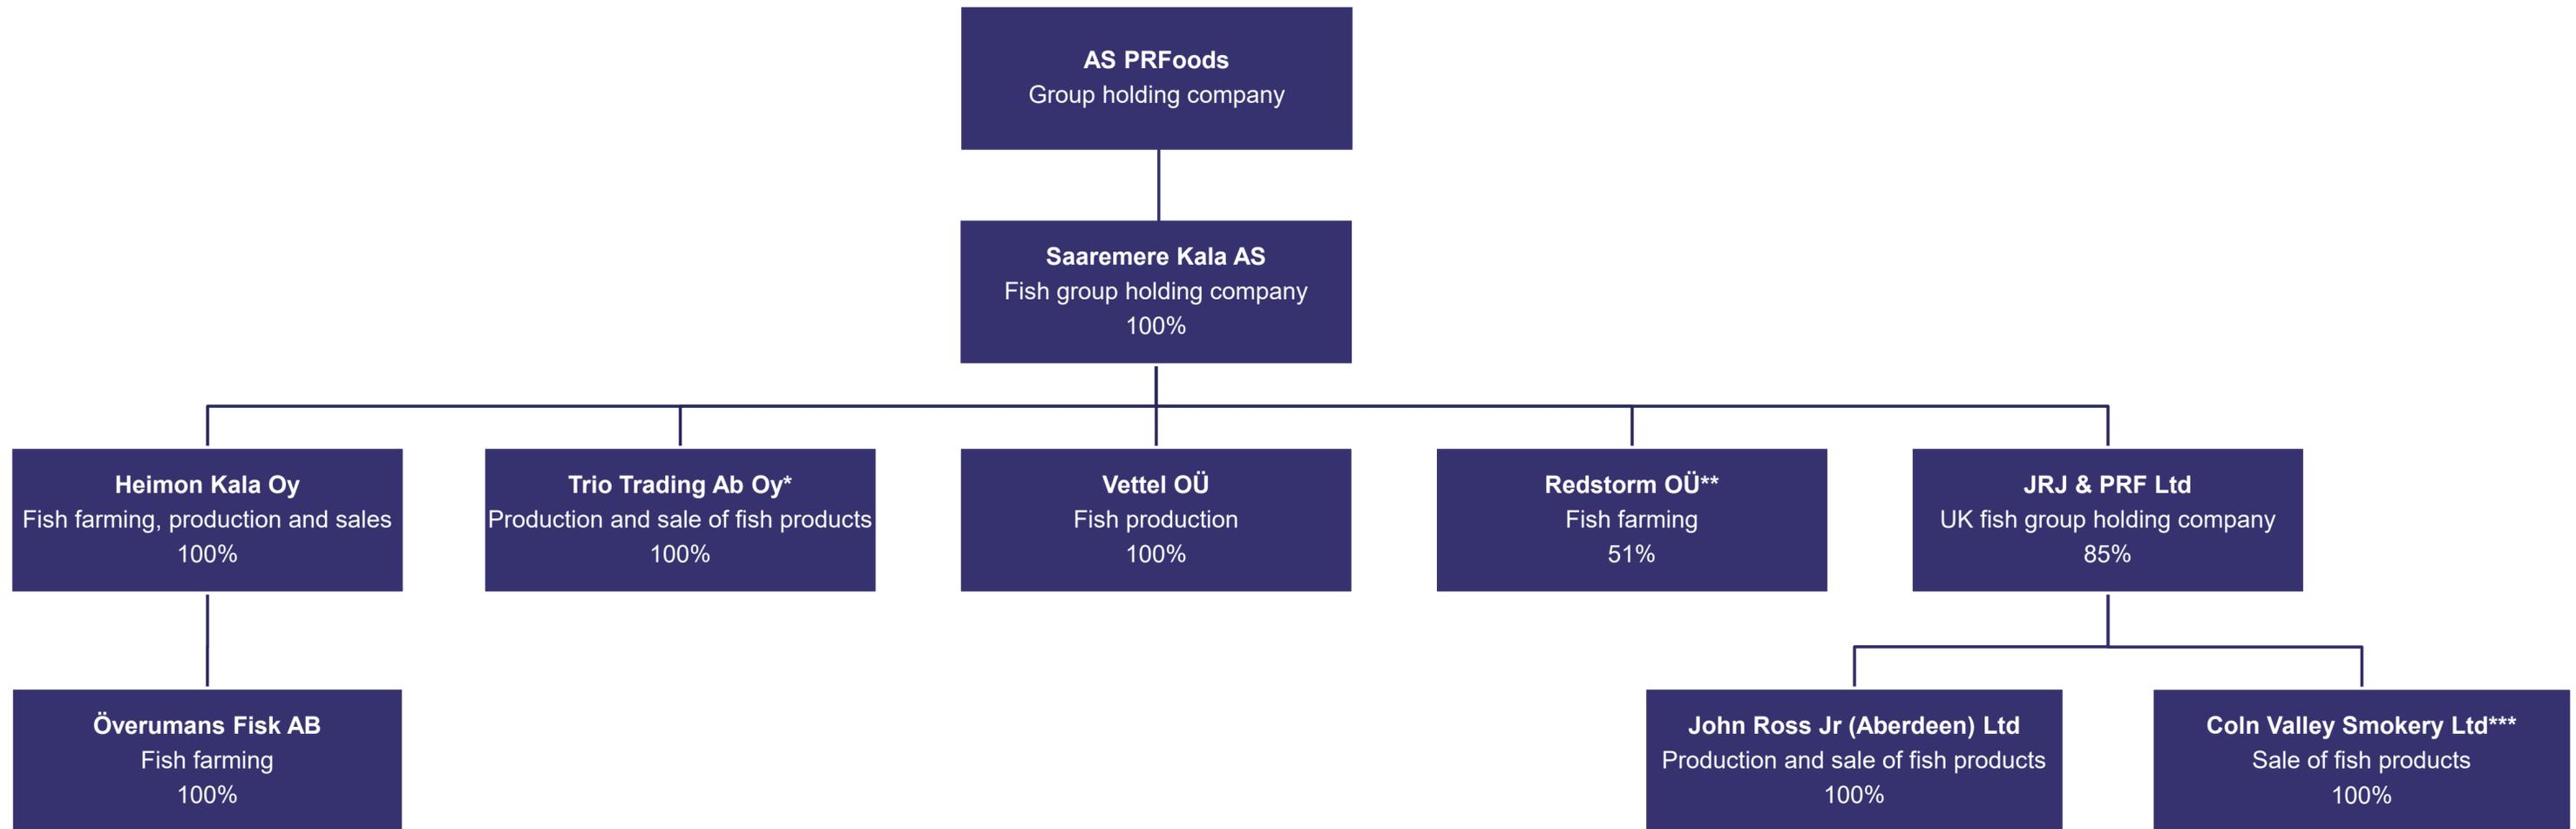 AS PRFoods
Group holding company
Saaremere Kala AS
Fish group holding company
100%
Heimon Kala Oy
Fish farming, production and sales
100%
Trio Trading Ab Oy*
Production and sale of fish products
100%
Vettel OÜ
Fish production
100%
Redstorm OÜ**
Fish farming
51%
JRJ & PRF Ltd
UK fish group holding company
85%
Överumans Fisk AB
Fish farming
100%
John Ross Jr (Aberdeen) Ltd
Production and sale of fish products
100%
Coln Valley Smokery Ltd***
Sale of fish products
100%